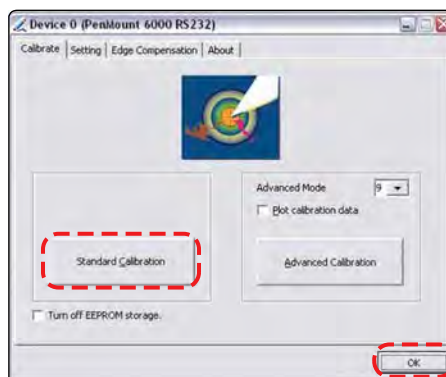 Device 0 (PenMount 6000 RS232)
Calibrate Setting Edge Compensation About
Advanced Mode 9
Plot calibration data
Standard Calibration
Advanced Calibration
Turn off EEPROM storage.
OK